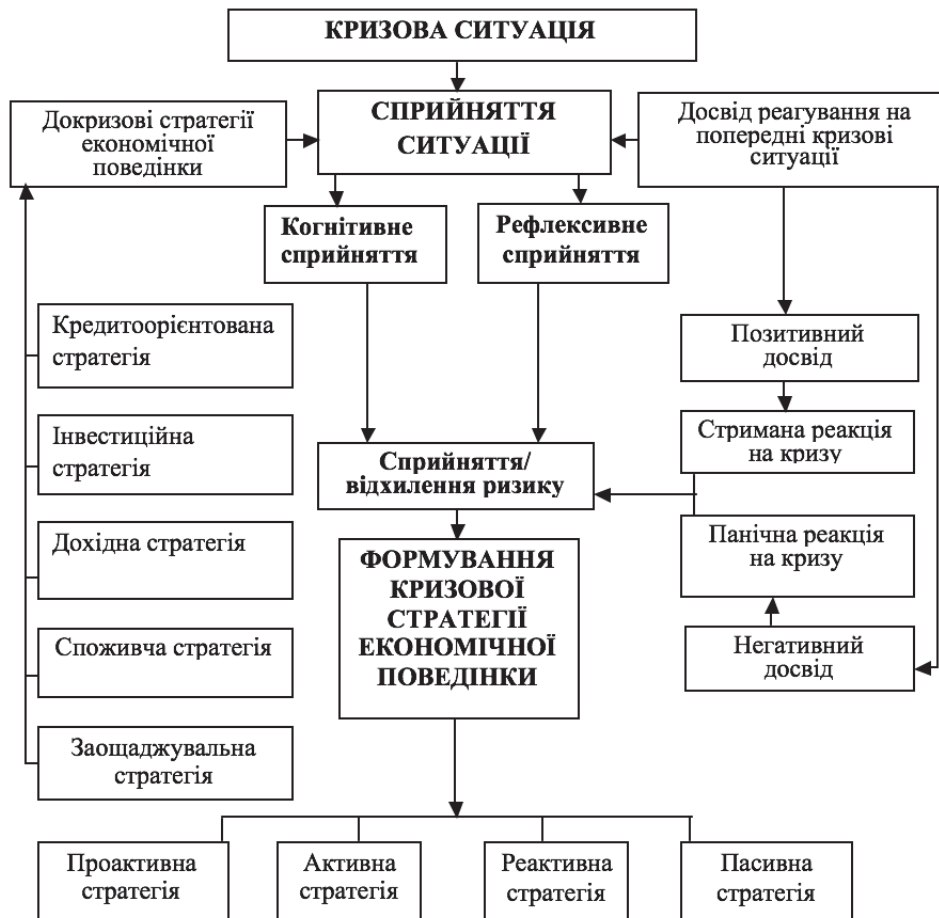 КРИЗОВА СИТУАЦІЯ
Докризові стратегії
економічної
поведінки
СПРИЙНЯТТЯ
СИТУАЦІЇ
Досвід реагування на
попередні кризові
ситуації
Когнітивне
сприйняття
Рефлексивне
сприйняття
Кредитоорієнтована
стратегія
Інвестиційна
стратегія
Дохідна стратегія
Споживча стратегія
Заощаджувальна
стратегія
Позитивний
досвід
Стримана реакція
на кризу
Сприйняття/
відхилення ризику
Панічна реакція
на кризу
Негативний
досвід
ФОРМУВАННЯ
КРИЗОВОЇ
СТРАТЕГІЇ
ЕКОНОМІЧНОЇ
ПОВЕДІНКИ
Проактивна
стратегія
Активна
стратегія
Реактивна
стратегія
Пасивна
стратегія